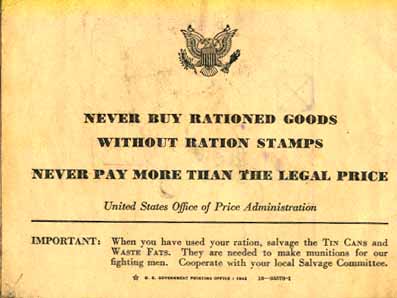 NEVER BUY RATIONED GOODS
WITHOUT RATION STAMPS
NEVER PAY MORE THAN THE LEGAL PRICE
United States Office of Price Administration
IMPORTANT: When you have used your ration, salvage the TIN CANS and
WASTE FATS. They are needed to make munitions for our
fighting men. Cooperate with your local Salvage Committee.
☆ U. S. GOVERNMENT PRINTING OFFICE : 1943